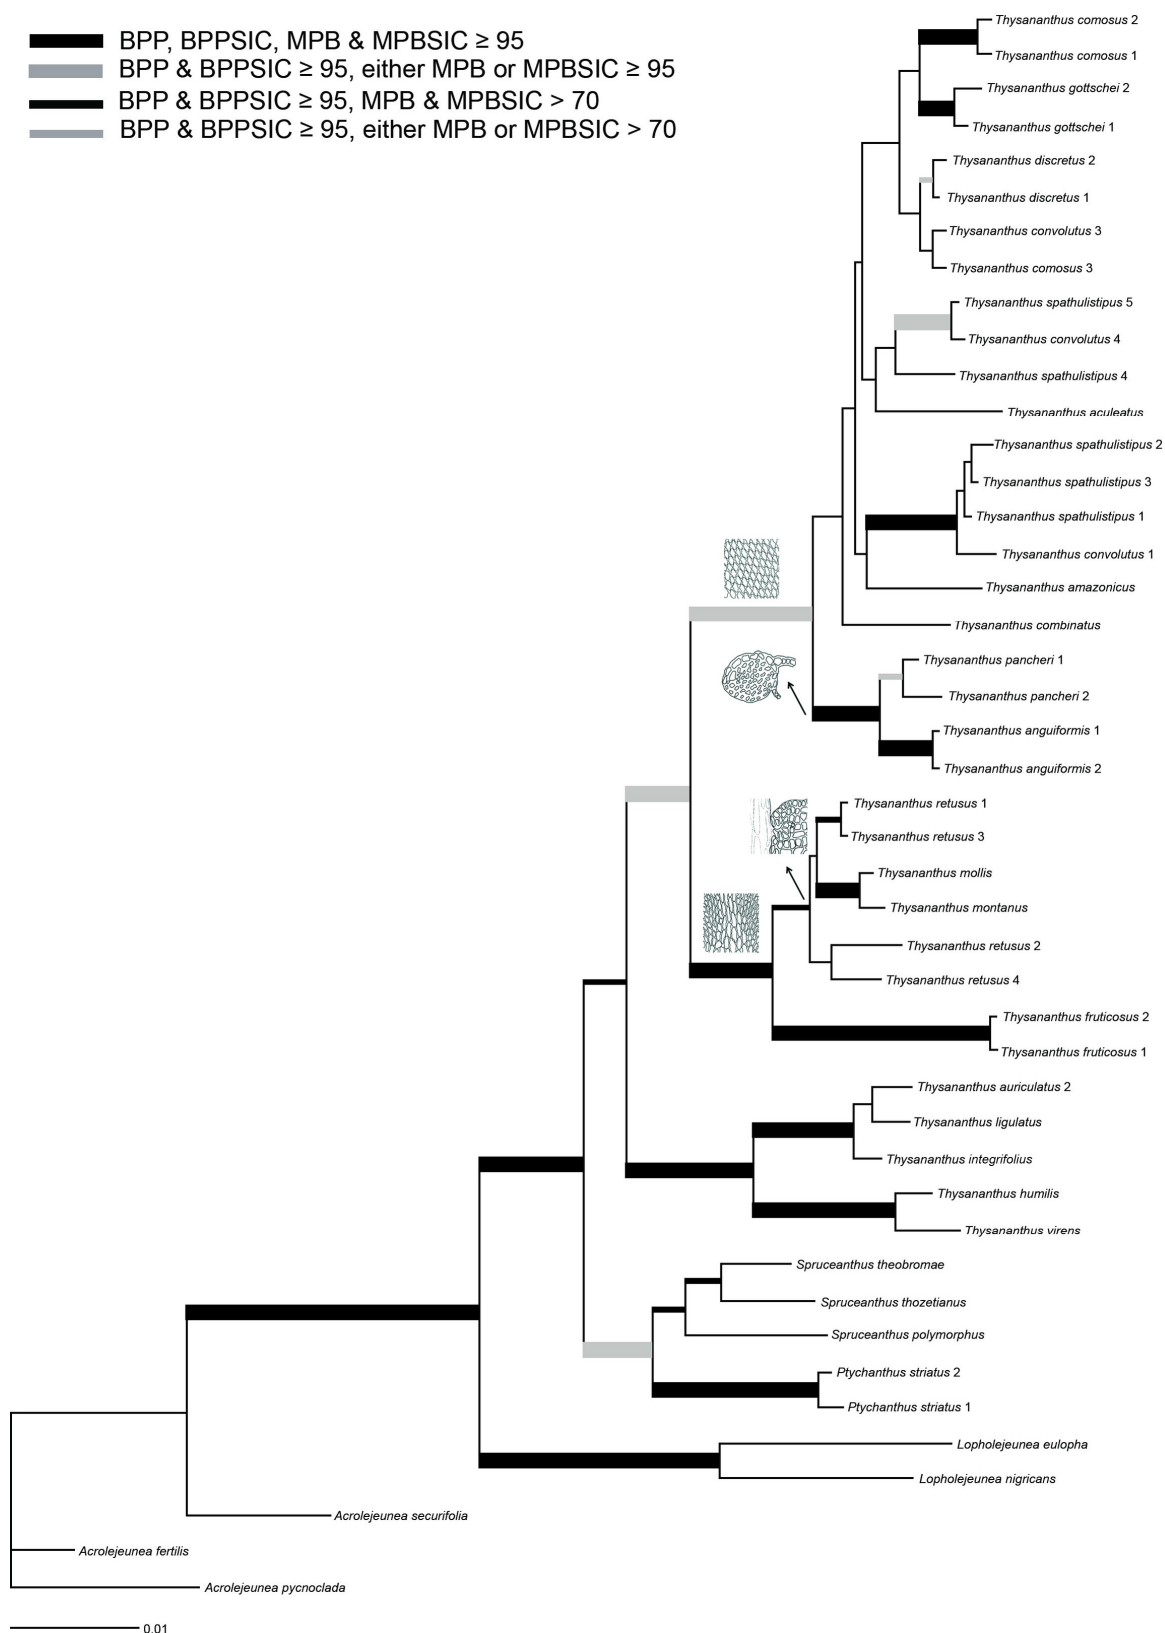 BPP, BPPSIC, MPB & MPBSIC ≥ 95
BPP & BPPSIC ≥ 95, either MPB or MPBSIC ≥ 95
BPP & BPPSIC ≥ 95, MPB & MPBSIC > 70
BPP & BPPSIC ≥ 95, either MPB or MPBSIC > 70
Thysananthus comosus 2
Thysananthus comosus 1
Thysananthus gottschei 2
Thysananthus gottschei 1
Thysananthus discretus 2
Thysananthus discretus 1
Thysananthus convolutus 3
Thysananthus comosus 3
Thysananthus spathulistipus 5
Thysananthus convolutus 4
Thysananthus spathulistipus 4
Thysananthus aculeatus
Thysananthus spathulistipus 2
Thysananthus spathulistipus 3
Thysananthus spathulistipus 1
Thysananthus convolutus 1
Thysananthus amazonicus
Thysananthus combinatus
Thysananthus pancheri 1
Thysananthus pancheri 2
Thysananthus anguiformis 1
Thysananthus anguiformis 2
Thysananthus retusus 1
Thysananthus retusus 3
Thysananthus mollis
Thysananthus montanus
Thysananthus retusus 2
Thysananthus retusus 4
Thysananthus fruticosus 2
Thysananthus fruticosus 1
Thysananthus auriculatus 2
Thysananthus ligulatus
Thysananthus integrifolius
Thysananthus humilis
Thysananthus virens
Spruceanthus theobromae
Spruceanthus thozetianus
Spruceanthus polymorphus
Ptychanthus striatus 2
Ptychanthus striatus 1
Lopholejeunea eulopha
Lopholejeunea nigricans
Acrolejeunea securifolia
Acrolejeunea fertilis
Acrolejeunea pycnoclada
0.01